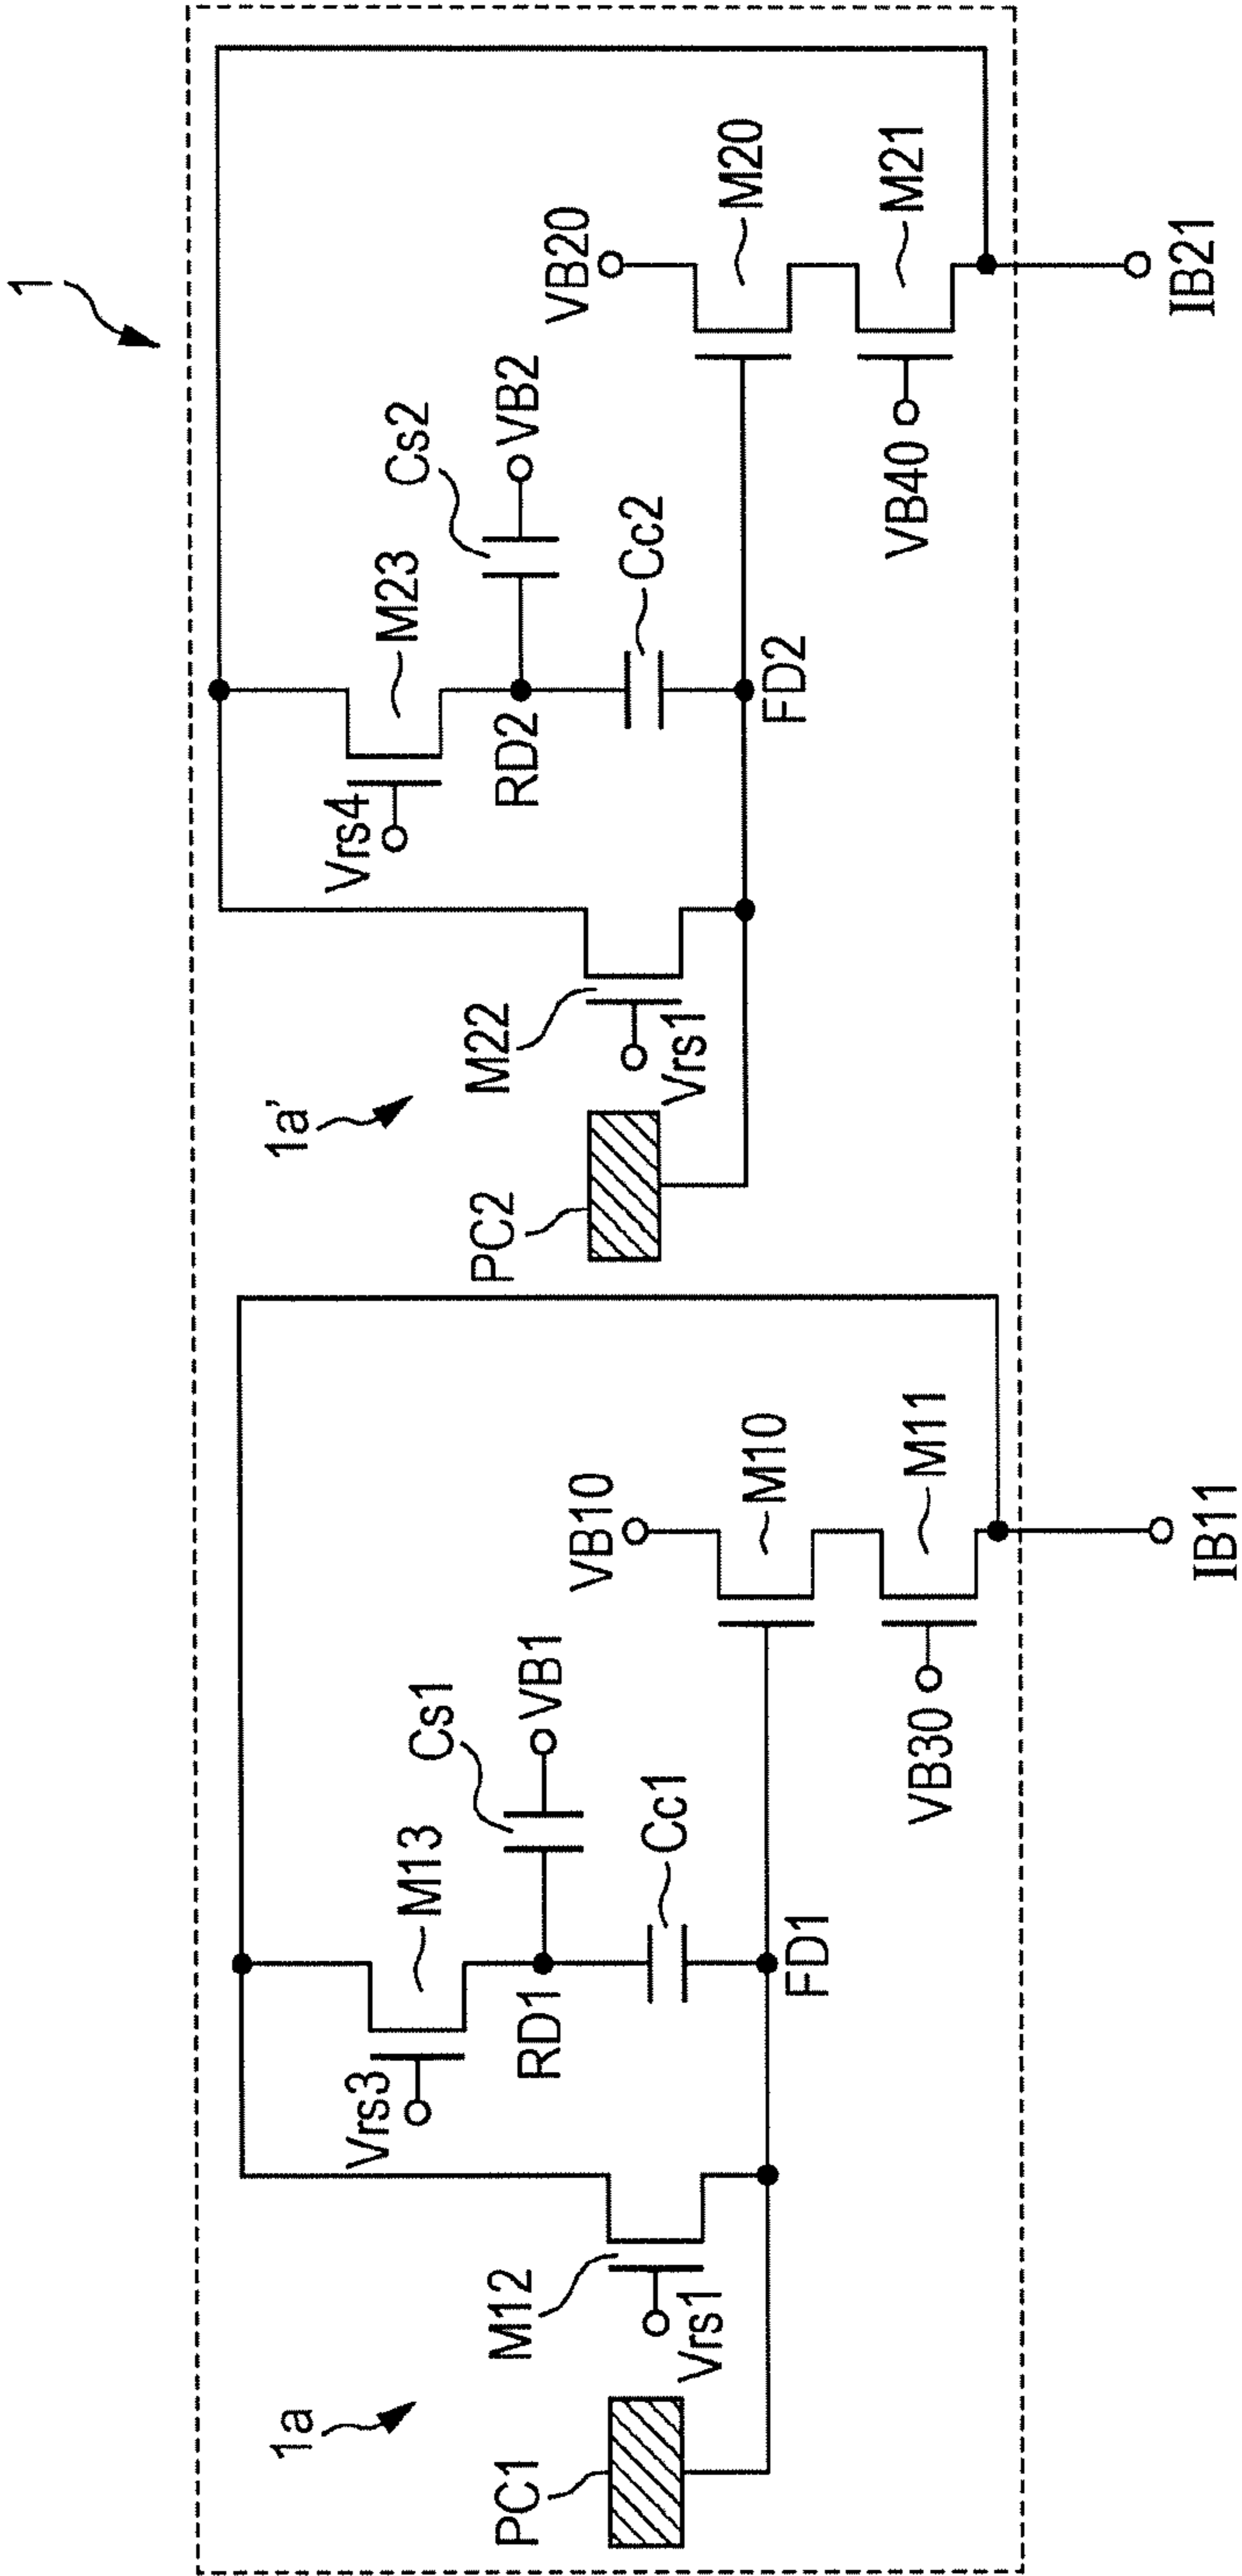 1
1a
PC1
M12
Vrs1
Vrs3
M13
RD1
Cs1
VB1
Cc1
FD1
VB10
M10
M11
VB30
IB11
1a’
PC2
M22
Vrs1
Vrs4
M23
RD2
Cs2
VB2
Cc2
FD2
VB20
M20
M21
VB40
IB21